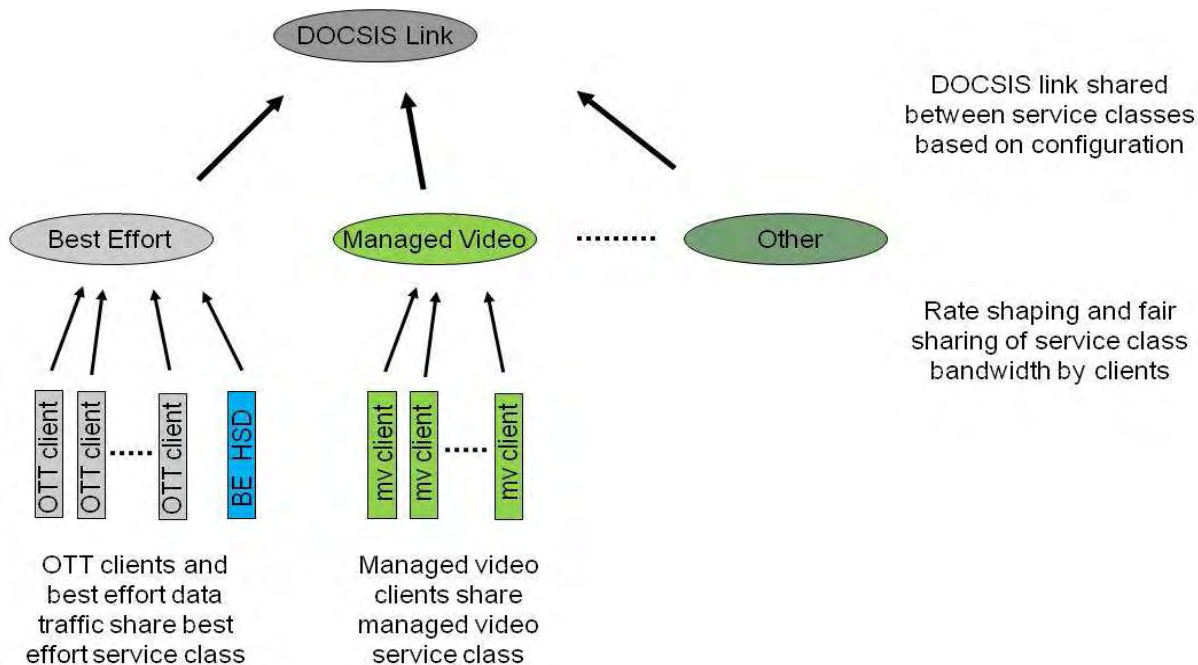 DOCSIS Link
DOCSIS link shared
between service classes
based on configuration
Best Effort
Managed Video
Other
Rate shaping and fair
sharing of service class
bandwidth by clients
OTT client
OTT client
OTT client
BE HSD
mv client
mv client
mv client
OTT clients and
best effort data
traffic share best
effort service class
Managed video
clients share
managed video
service class